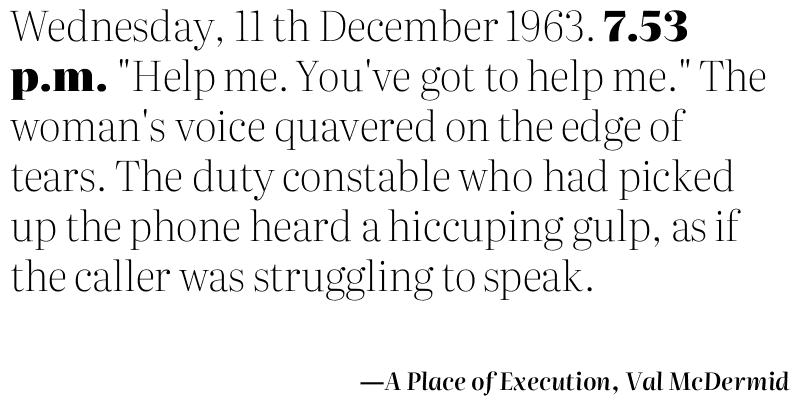 Wednesday, 11 th December 1963. 7.53
p.m. "Help me. You've got to help me." The
woman's voice quavered on the edge of
tears. The duty constable who had picked
up the phone heard a hiccuping gulp, as if
the caller was struggling to speak.
—A Place of Execution, Val McDermid